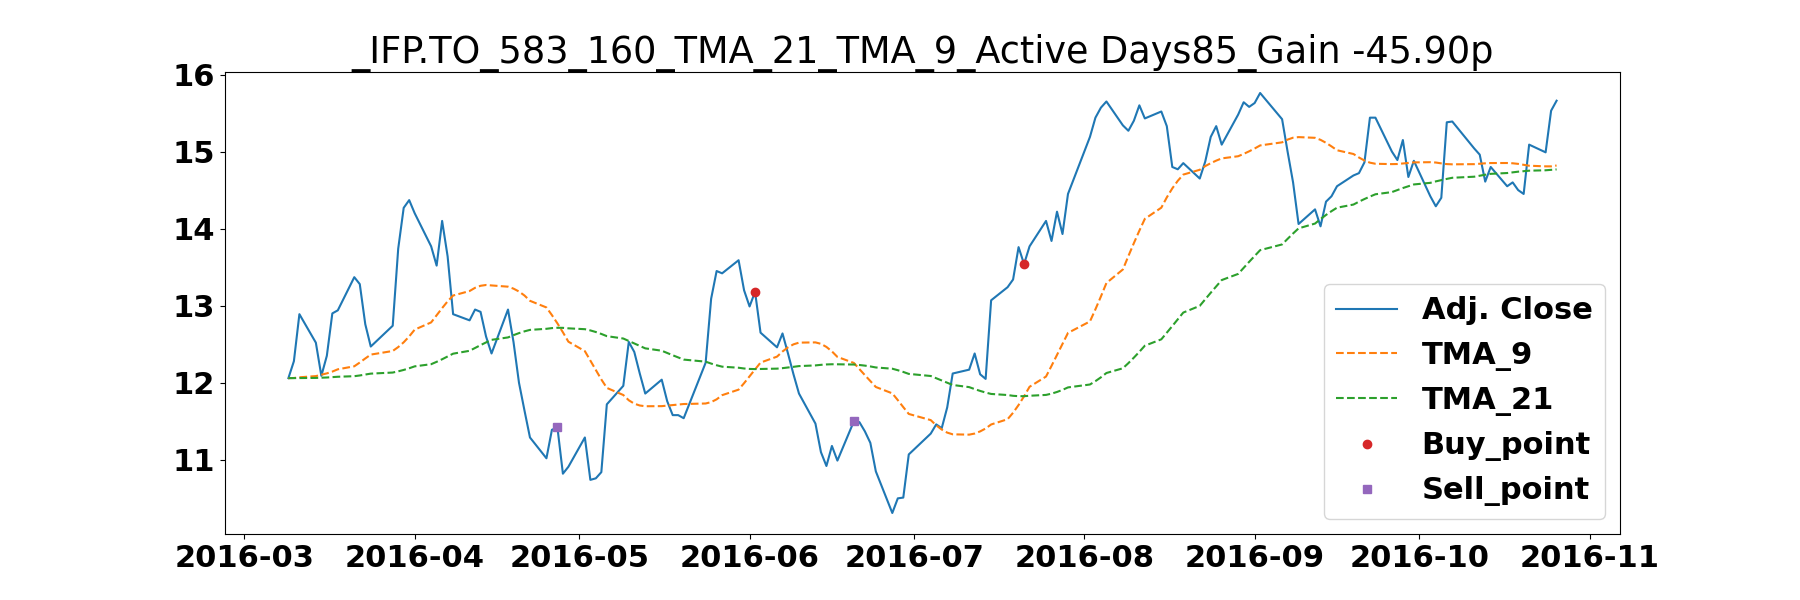 _IFP.TO_583_160_TMA_21_TMA_9_Active Days85_Gain -45.90p
16
15
14
13
12
11
Adj. Close
TMA_9
TMA_21
Buy_point
Sell_point
2016-03 2016-04 2016-05 2016-06 2016-07 2016-08 2016-09 2016-10 2016-11